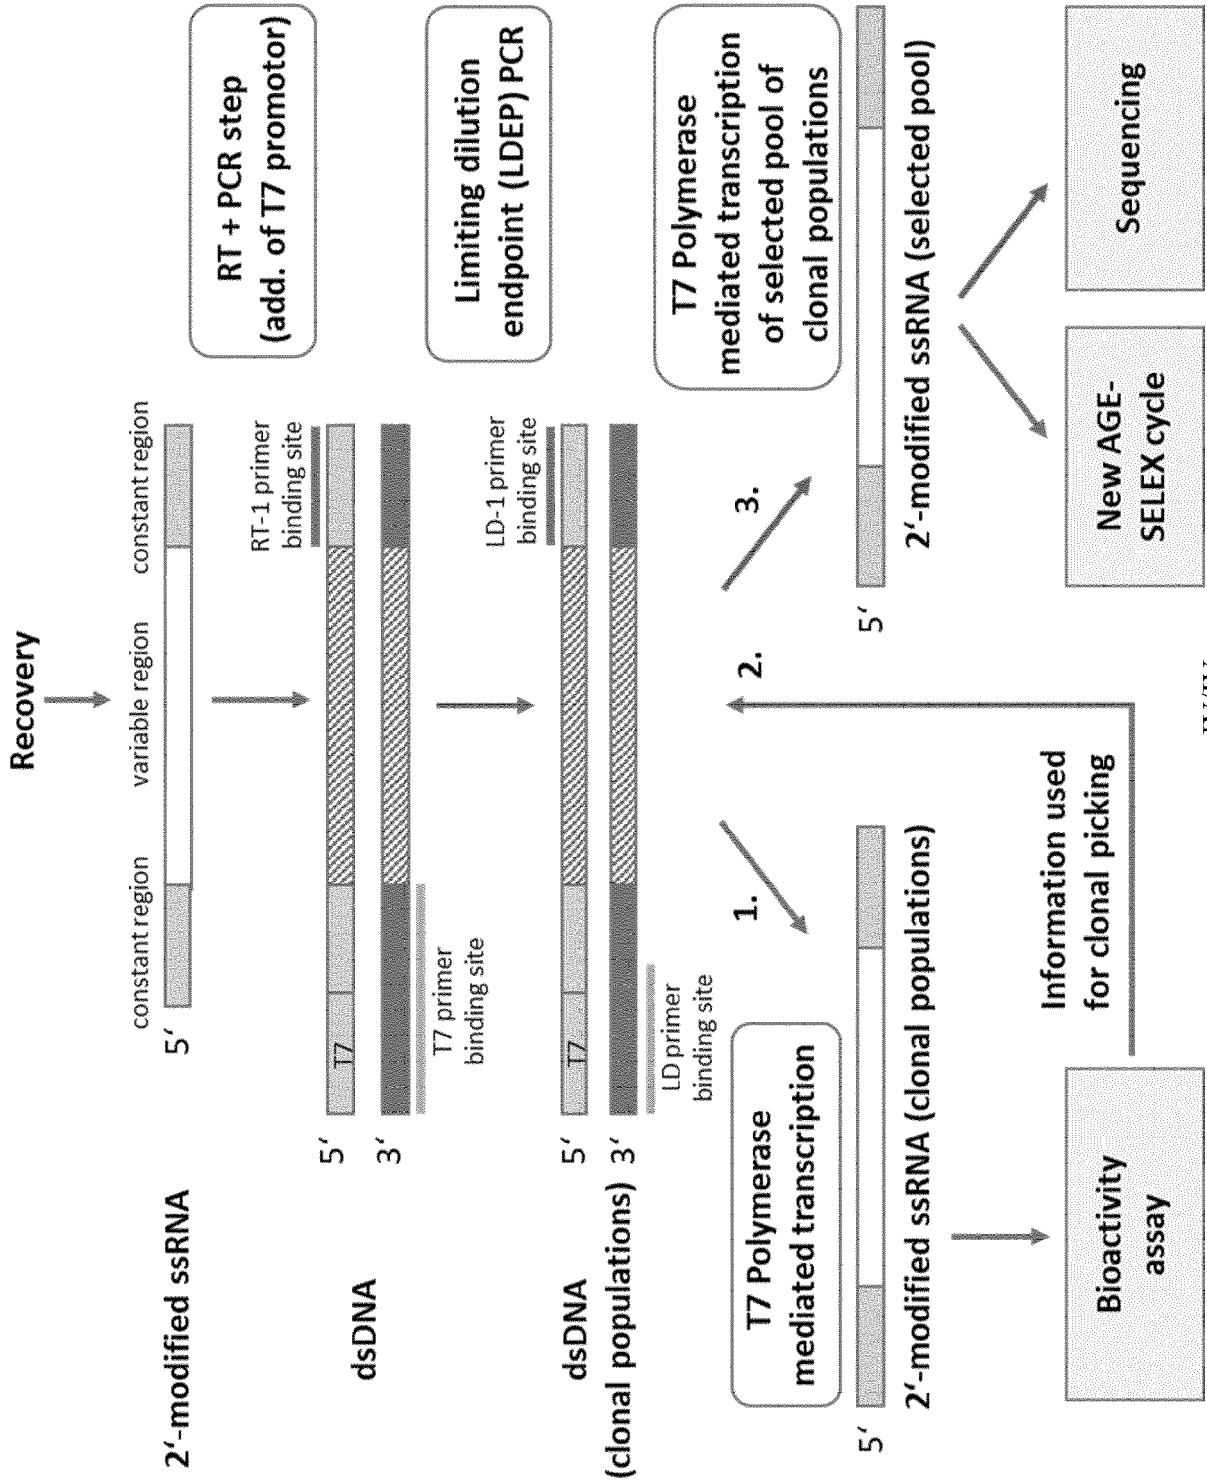 Recovery
constant region
variable region
constant region
2‘-modified ssRNA
5‘
RT + PCR step
(add. of T7 promotor)
RT-1 primer
binding site
dsDNA
5‘
T7
3‘
T7 primer
binding site
Limiting dilution
endpoint (LDEP) PCR
LD-1 primer
binding site
dsDNA
(clonal populations)
5‘
T7
3‘
LD primer
binding site
1.
2.
3.
T7 Polymerase
mediated transcription
5‘
2‘-modified ssRNA (clonal populations)
Bioactivity
assay
Information used
for clonal picking
T7 Polymerase
mediated transcription
of selected pool of
clonal populations
5‘
2‘-modified ssRNA (selected pool)
New AGE-
SELEX cycle
Sequencing